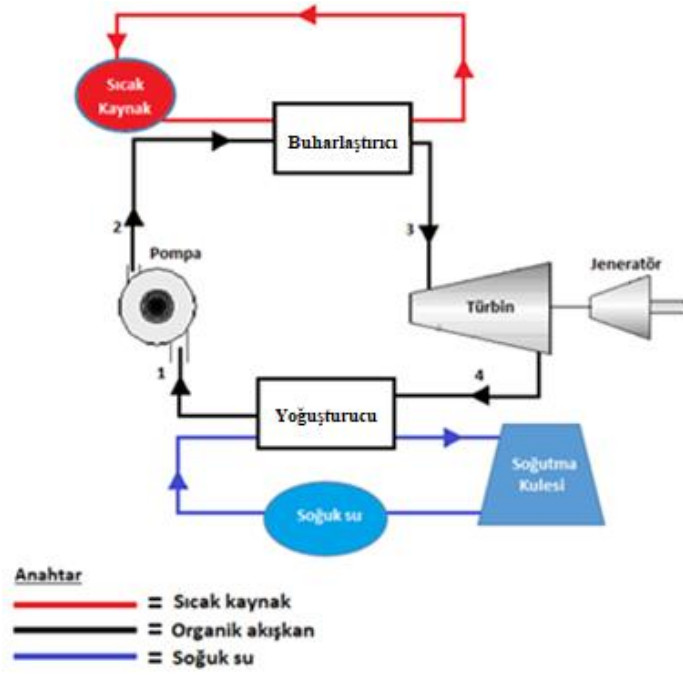 Sıcak
Kaynak
Buharlaştırıcı
2
3
Pompa
Jeneratör
Türbin
1
4
Yoğuşturucu
Soğutma
Kulesi
Soğuk su
Anahtar
= Sıcak kaynak
= Organik akışkan
= Soğuk su